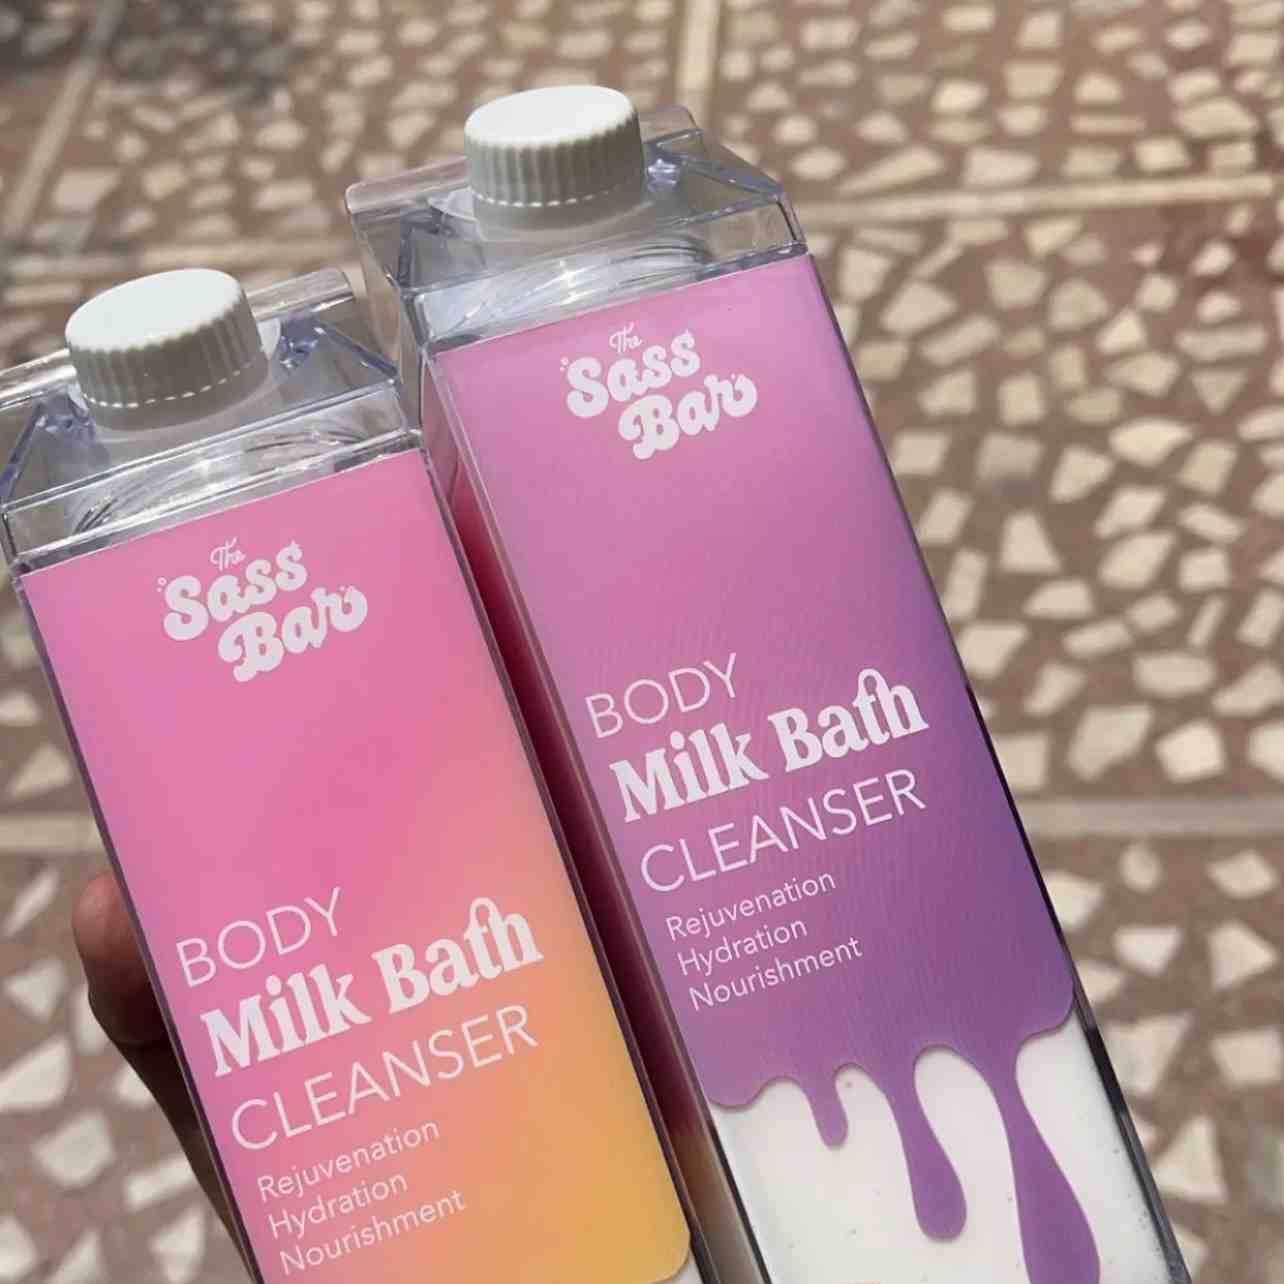 The
Sass
Bar
BODY
Milk Bath
CLEANSER
Rejuvenation
Hydration
Nourishment
The
Sass
Bar
BODY
Milk Bath
CLEANSER
Rejuvenation
Hydration
Nourishment